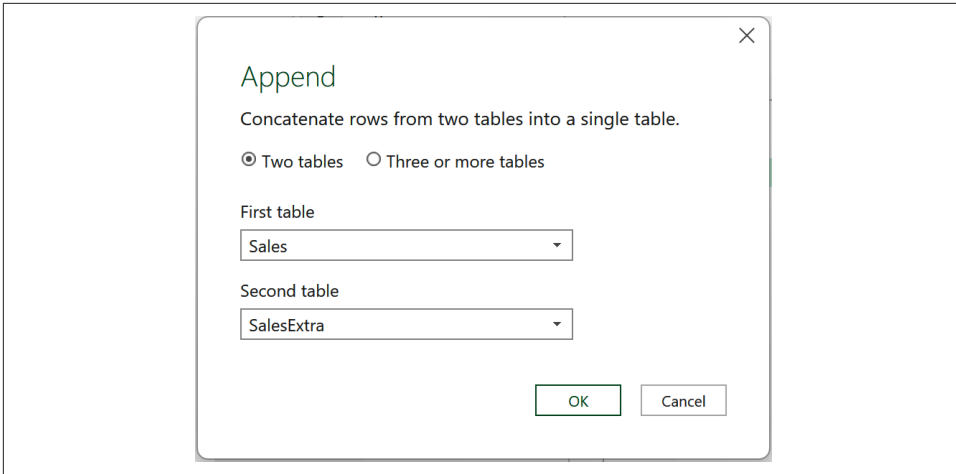 Append
Concatenate rows from two tables into a single table.
Two tables Three or more tables
First table
Sales
Second table
SalesExtra
OK Cancel